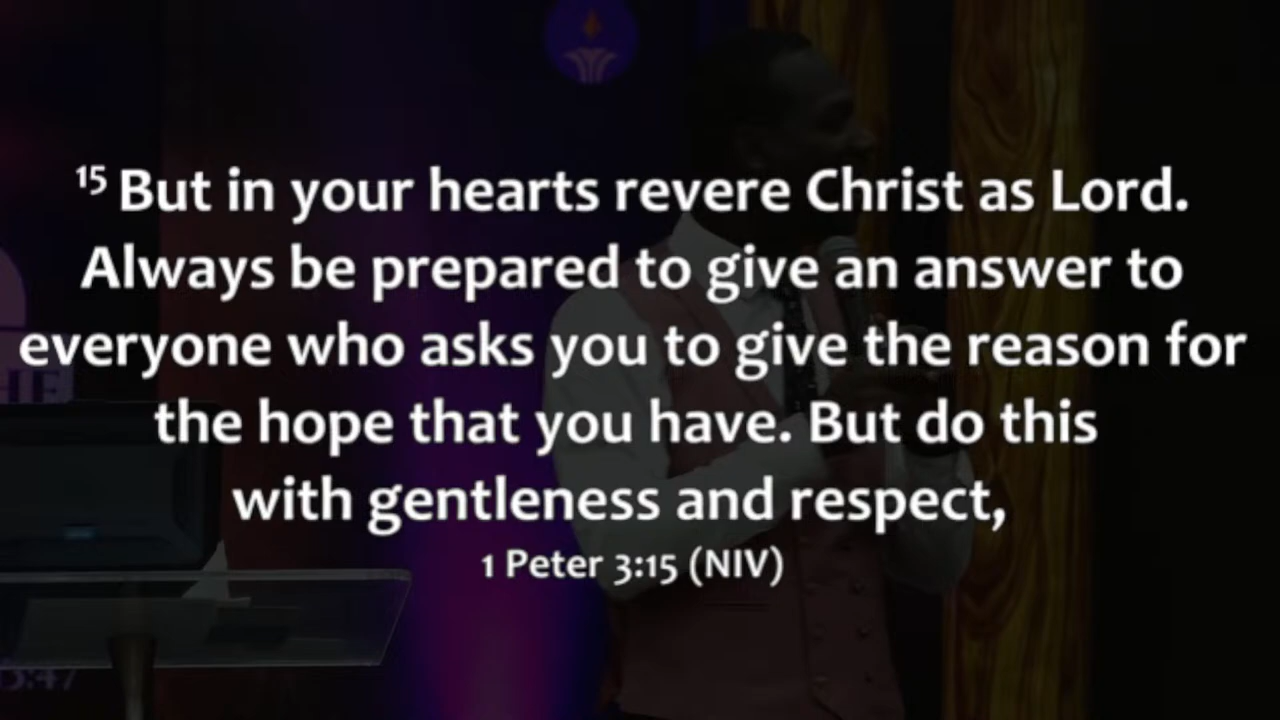 15 But in your hearts revere Christ as Lord.
Always be prepared to give an answer to
everyone who asks you to give the reason for
the hope that you have. But do this
with gentleness and respect,
1 Peter 3:15 (NIV)
HE
:47